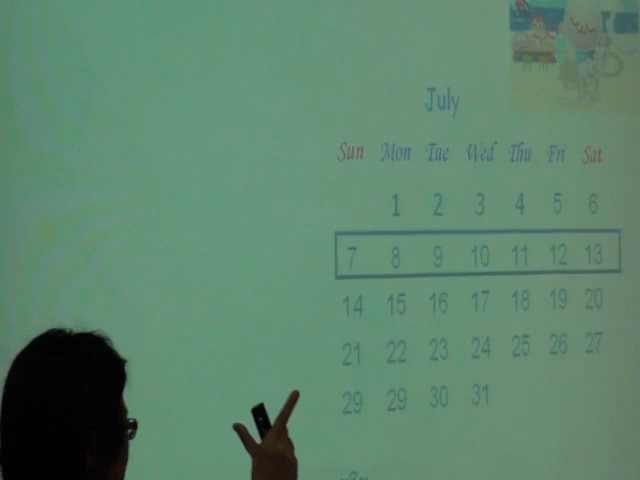 July
Sun Mon Tue Wed Thu Fri Sat
1 2 3 4 5 6
7 8 9 10 11 12 13
14 15 16 17 18 19 20
21 22 23 24 25 26 27
29 29 30 31